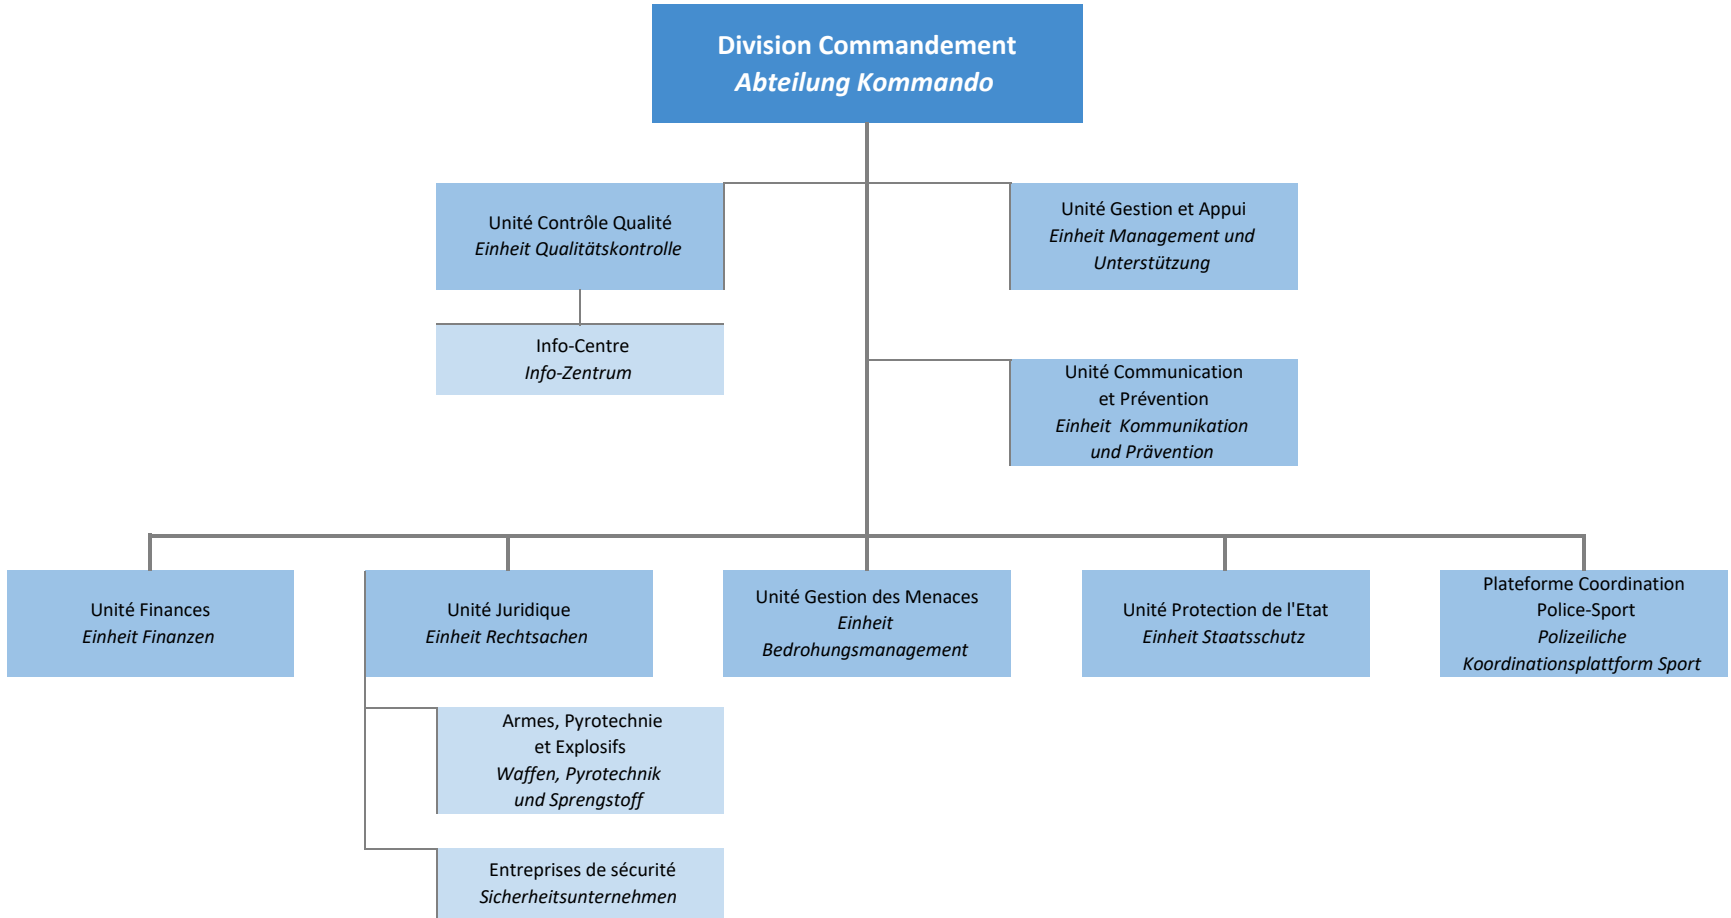 Division Commandement
Abteilung Kommando
Unité Contrôle Qualité
Einheit Qualitätskontrolle
Unité Gestion et Appui
Einheit Management und
Unterstützung
Info-Centre
Info-Zentrum
Unité Communication
et Prévention
Einheit  Kommunikation
und Prävention
Unité Finances
Einheit Finanzen
Unité Juridique
Einheit Rechtsachen
Unité Gestion des Menaces
Einheit
Bedrohungsmanagement
Unité Protection de l'Etat
Einheit Staatsschutz
Plateforme Coordination
Police-Sport
Polizeiliche
Koordinationsplattform Sport
Armes, Pyrotechnie
et Explosifs
Waffen, Pyrotechnik
und Sprengstoff
Entreprises de sécurité
Sicherheitsunternehmen